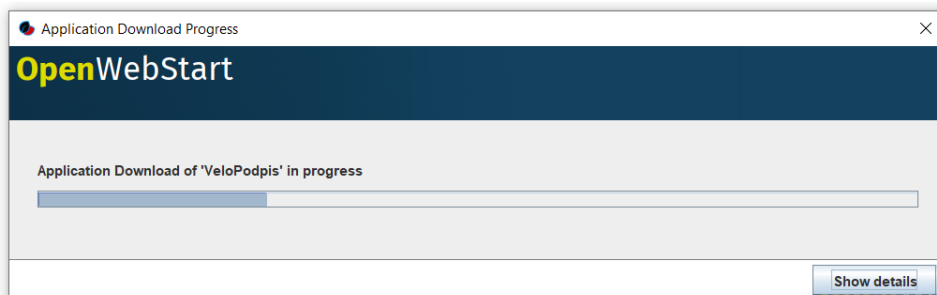 Application Download Progress
OpenWebStart
Application Download of 'VeloPodpis' in progress
Show details